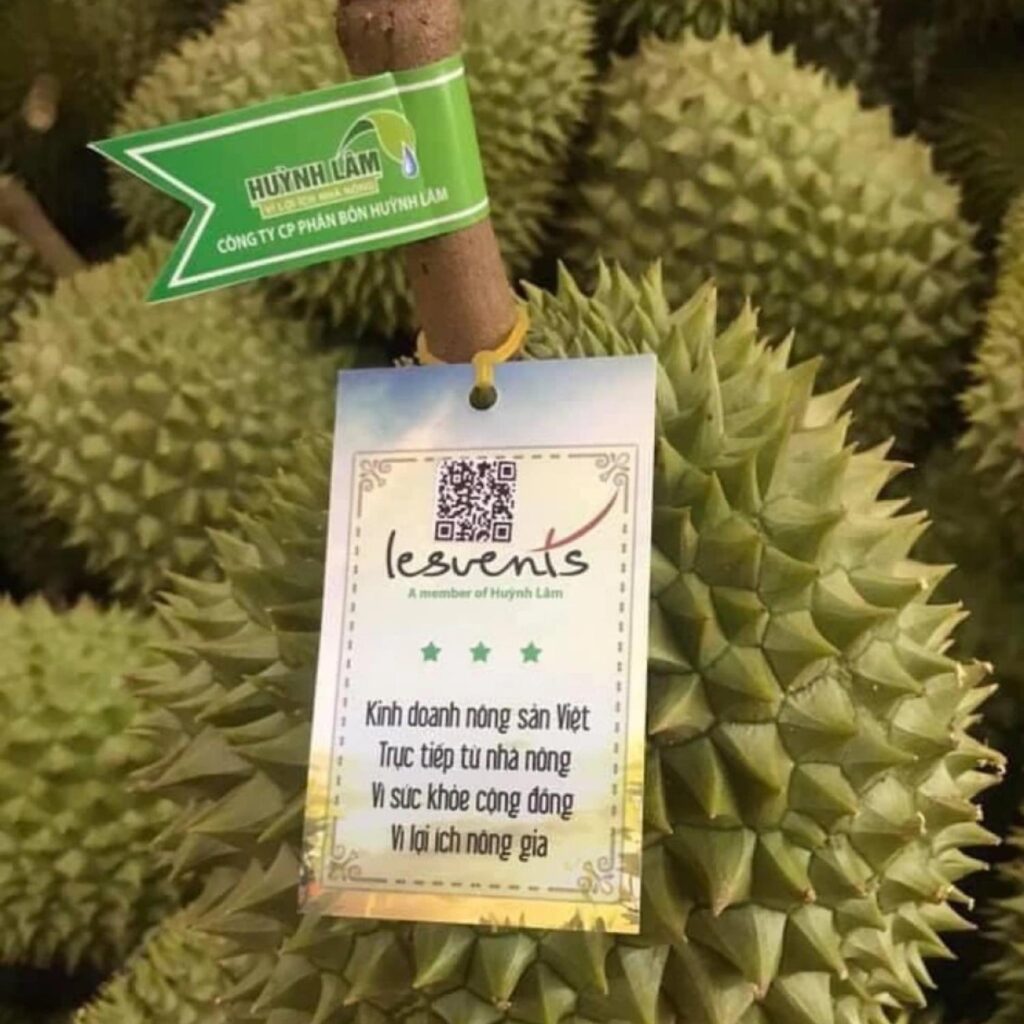 HUỲNH LÂM
VÌ LỢI ÍCH NHÀ NÔNG
CÔNG TY CP PHÂN BÓN HUỲNH LÂM
lesvents
A member of Huỳnh Lâm
Kinh doanh nông sản Việt
Trực tiếp từ nhà nông
Vì sức khỏe cộng đồng
Vì lợi ích nông gia